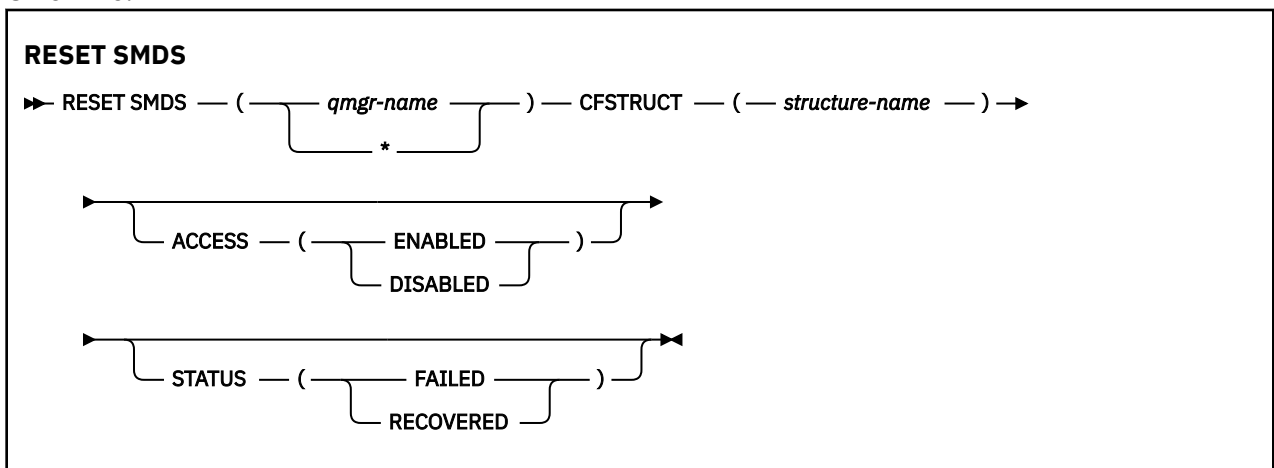 RESET SMDS
RESET SMDS ( qmgr-name ) CFSTRUCT ( structure-name )
*
ACCESS ( ENABLED )
DISABLED
STATUS ( FAILED )
RECOVERED